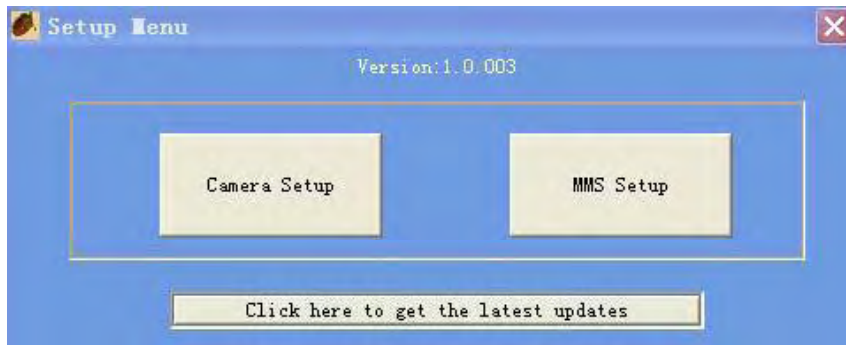 Setup Menu
Version:1.0.003
Camera Setup
MMS Setup
Click here to get the latest updates